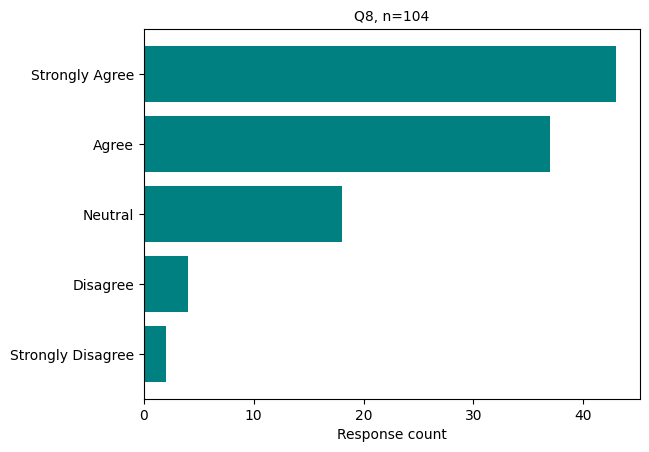 Q8, n=104
Strongly Agree
Agree
Neutral
Disagree
Strongly Disagree
0 10 20 30 40
Response count